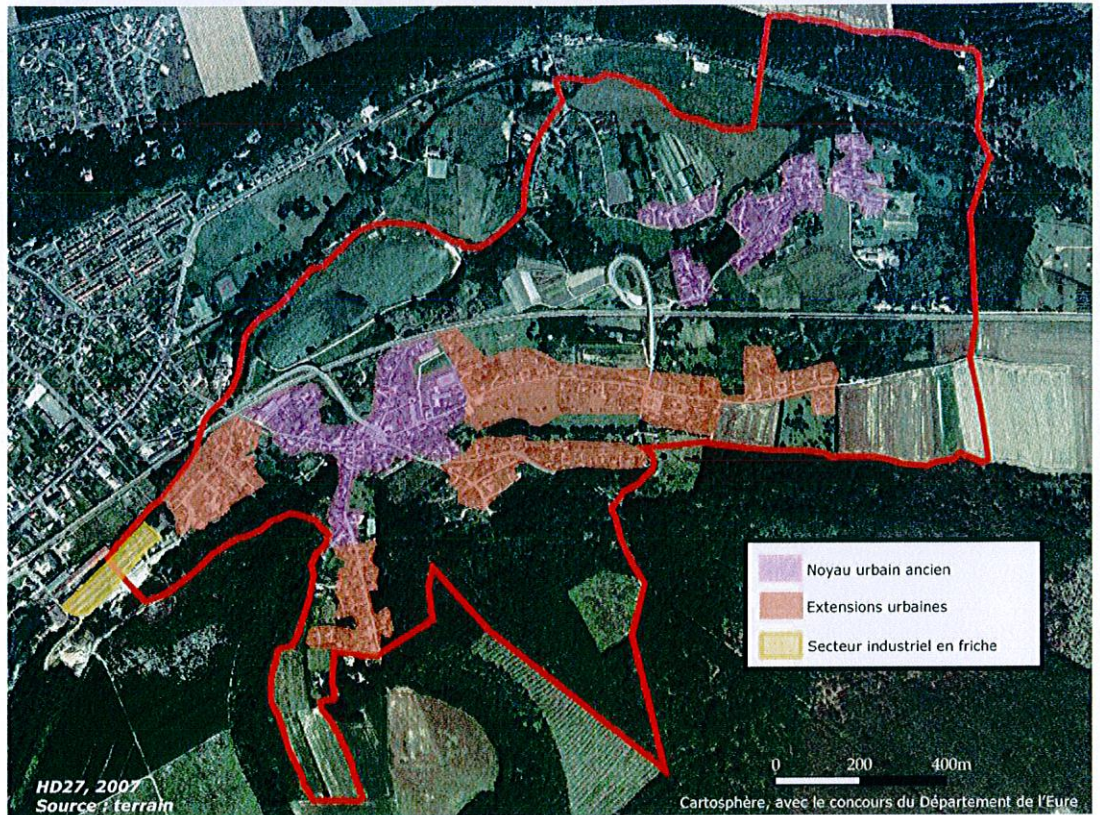 Noyau urbain ancien
Extensions urbaines
Secteur industriel en friche
0 200 400m
HD27, 2007
Source : terrain
Cartosphère, avec le concours du Département de l'Eure